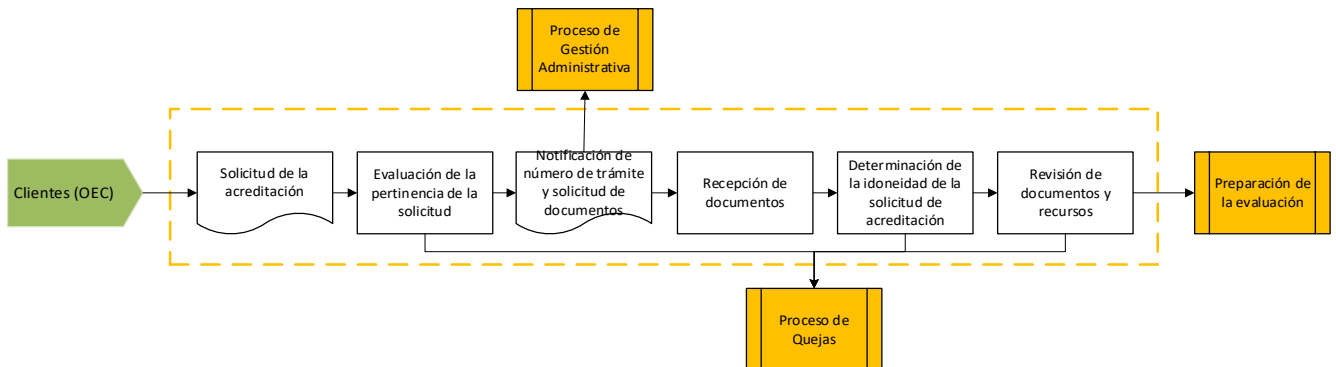 Proceso de
Gestión
Administrativa
Clientes (OEC)
Solicitud de la
acreditación
Evaluación de la
pertinencia de la
solicitud
Notificación de
número de trámite
y solicitud de
documentos
Recepción de
documentos
Determinación de
la idoneidad de la
solicitud de
acreditación
Revisión de
documentos y
recursos
Preparación de
la evaluación
Proceso de
Quejas